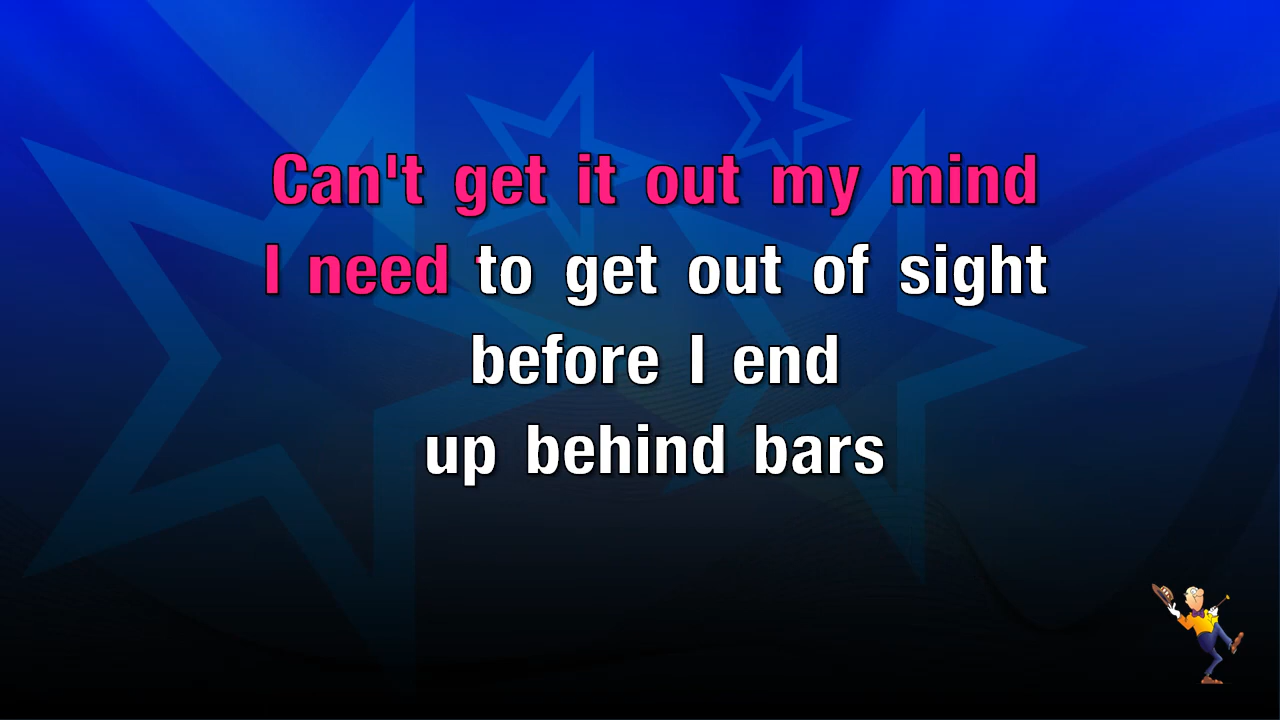 Can't get it out my mind
I need to get out of sight
before I end
up behind bars